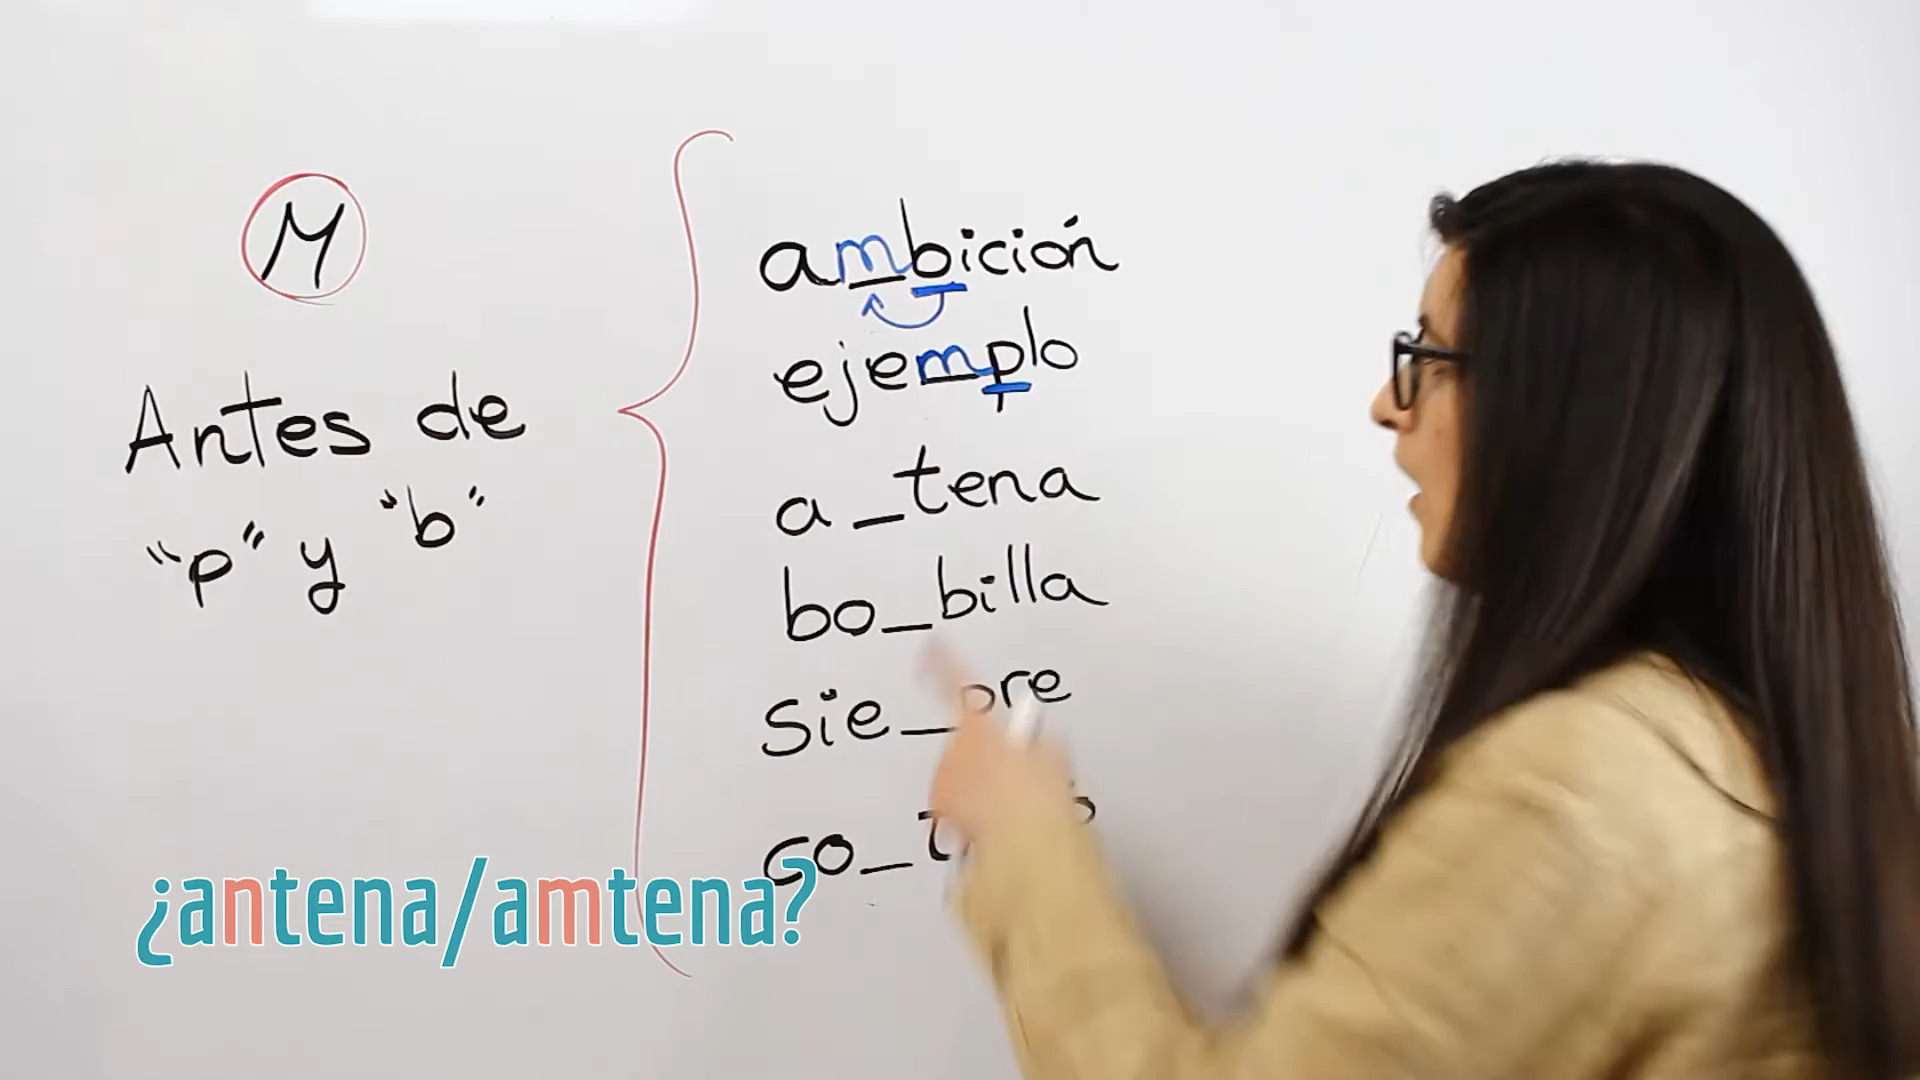 M
Antes de
"p" y "b"
ambición
ejemplo
a_tena
bo_billa
sie_pre
¿antena/amtena?